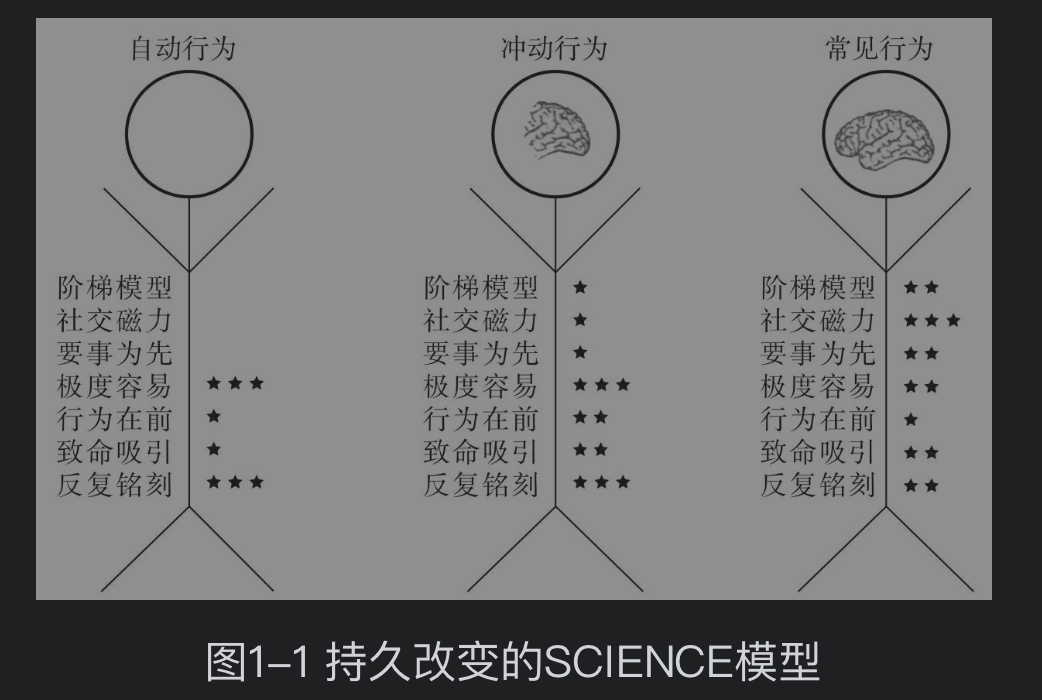 自动行为
冲动行为
常见行为
阶梯模型
社交磁力
要事为先
极度容易 ★★★
行为在前 ★
致命吸引 ★
反复铭刻 ★★★
阶梯模型 ★
社交磁力 ★
要事为先 ★
极度容易 ★★★
行为在前 ★★
致命吸引 ★★
反复铭刻 ★★★
阶梯模型 ★★
社交磁力 ★★★
要事为先 ★★
极度容易 ★★
行为在前 ★
致命吸引 ★★
反复铭刻 ★★
图1–1 持久改变的SCIENCE模型